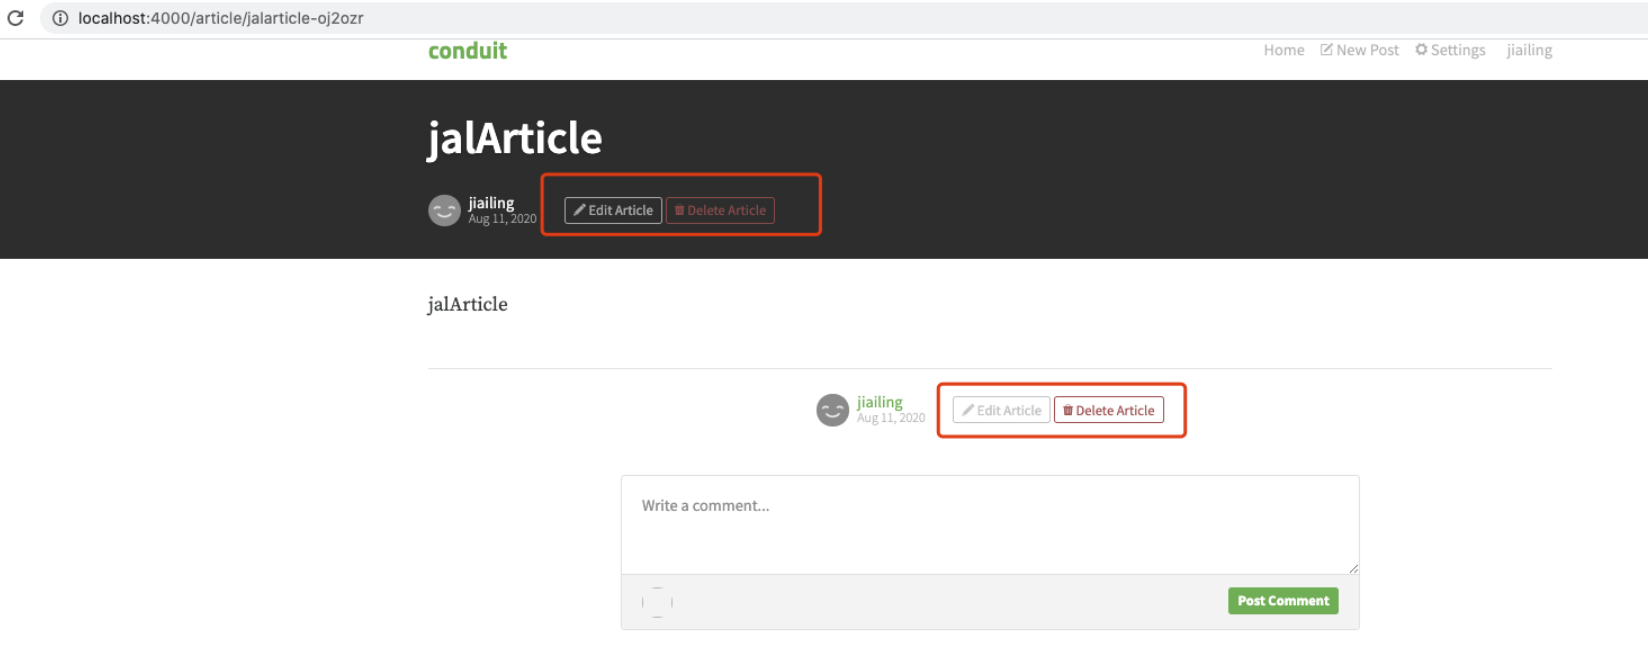 localhost:4000/article/jalarticle-oj2ozr
conduit
Home New Post Settings jiailing
jalArticle
jiailing
Aug 11, 2020
Edit Article Delete Article
jalArticle
jiailing
Aug 11, 2020
Edit Article Delete Article
Write a comment...
Post Comment